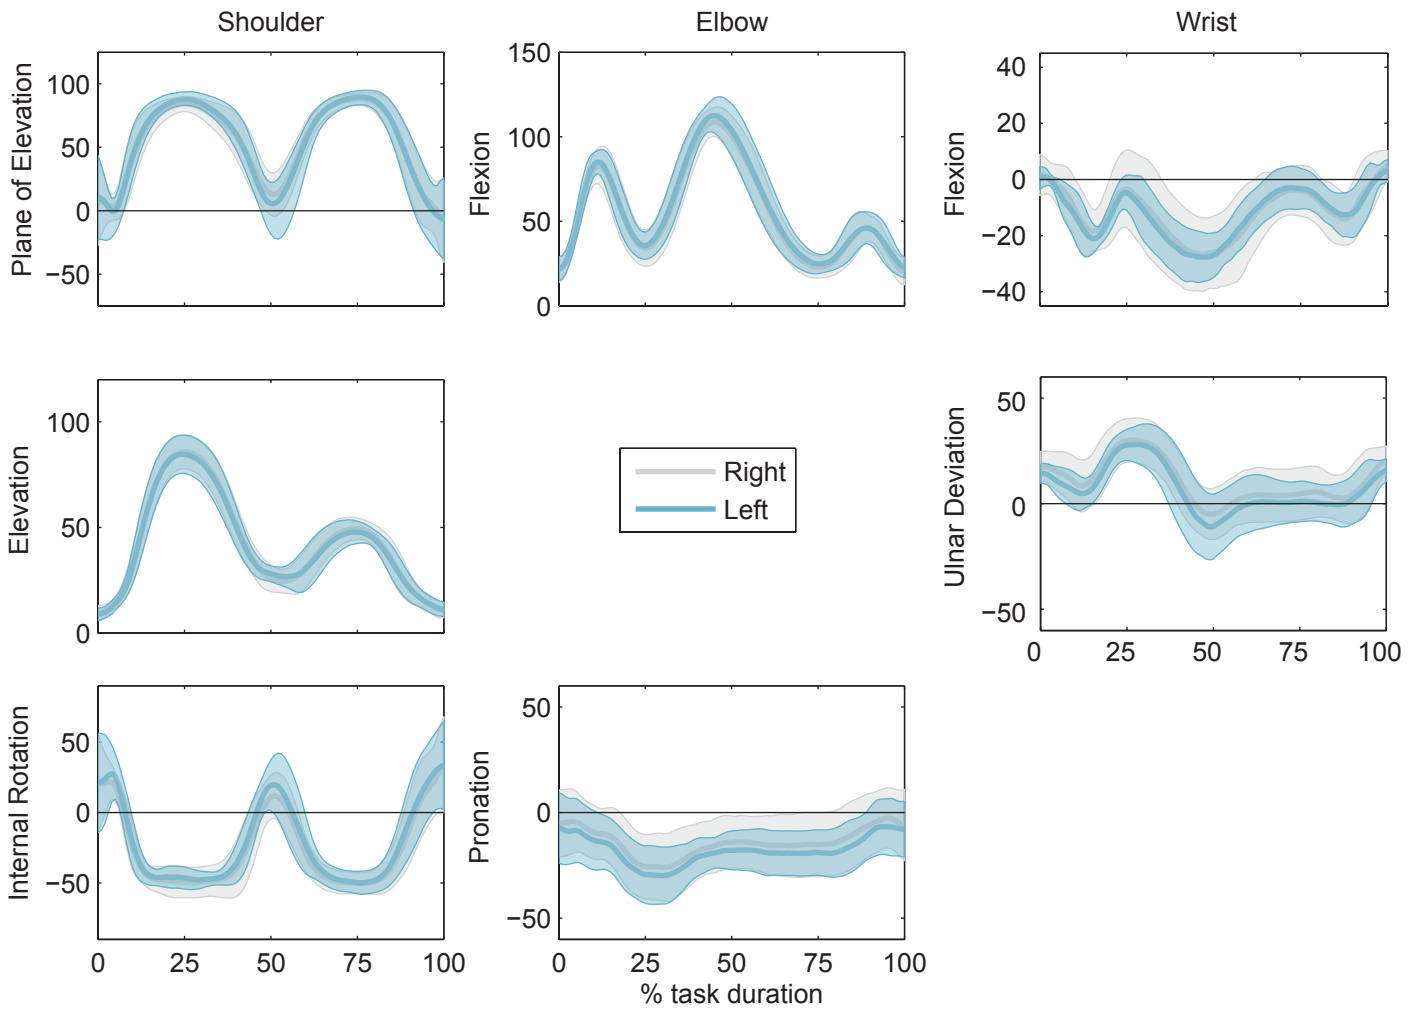 Shoulder
Elbow
Wrist
Plane of Elevation
100
50
0
−50
Flexion
150
100
50
0
Flexion
40
20
0
−20
−40
Elevation
100
50
0
Right
Left
Ulnar Deviation
50
0
−50
0 25 50 75 100
Internal Rotation
50
0
−50
0 25 50 75 100
Pronation
50
0
−50
0 25 50 75 100
% task duration